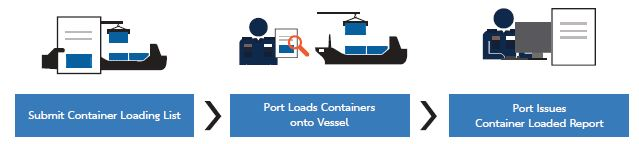 Submit Container Loading List
Port Loads Containers
onto Vessel
Port Issues
Container Loaded Report